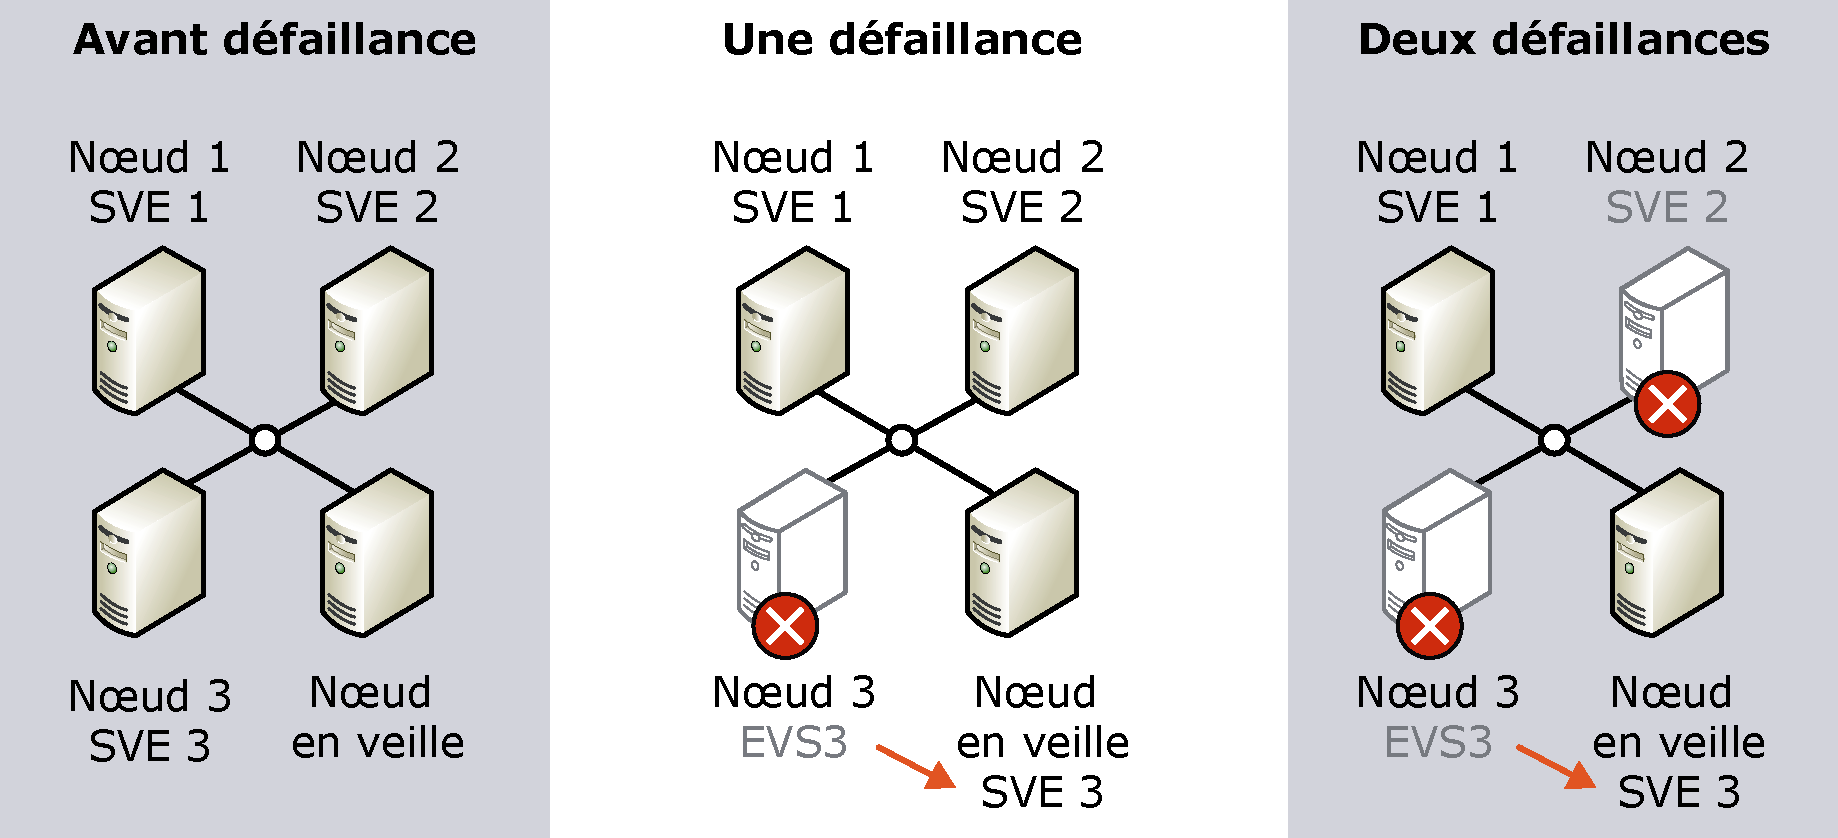 Avant défaillance
Nœud 1 Nœud 2
SVE 1 SVE 2
Nœud 3 Nœud
SVE 3 en veille
Une défaillance
Nœud 1 Nœud 2
SVE 1 SVE 2
Nœud 3 Nœud
EVS3 en veille
SVE 3
Deux défaillances
Nœud 1 Nœud 2
SVE 1 SVE 2
Nœud 3 Nœud
EVS3 en veille
SVE 3